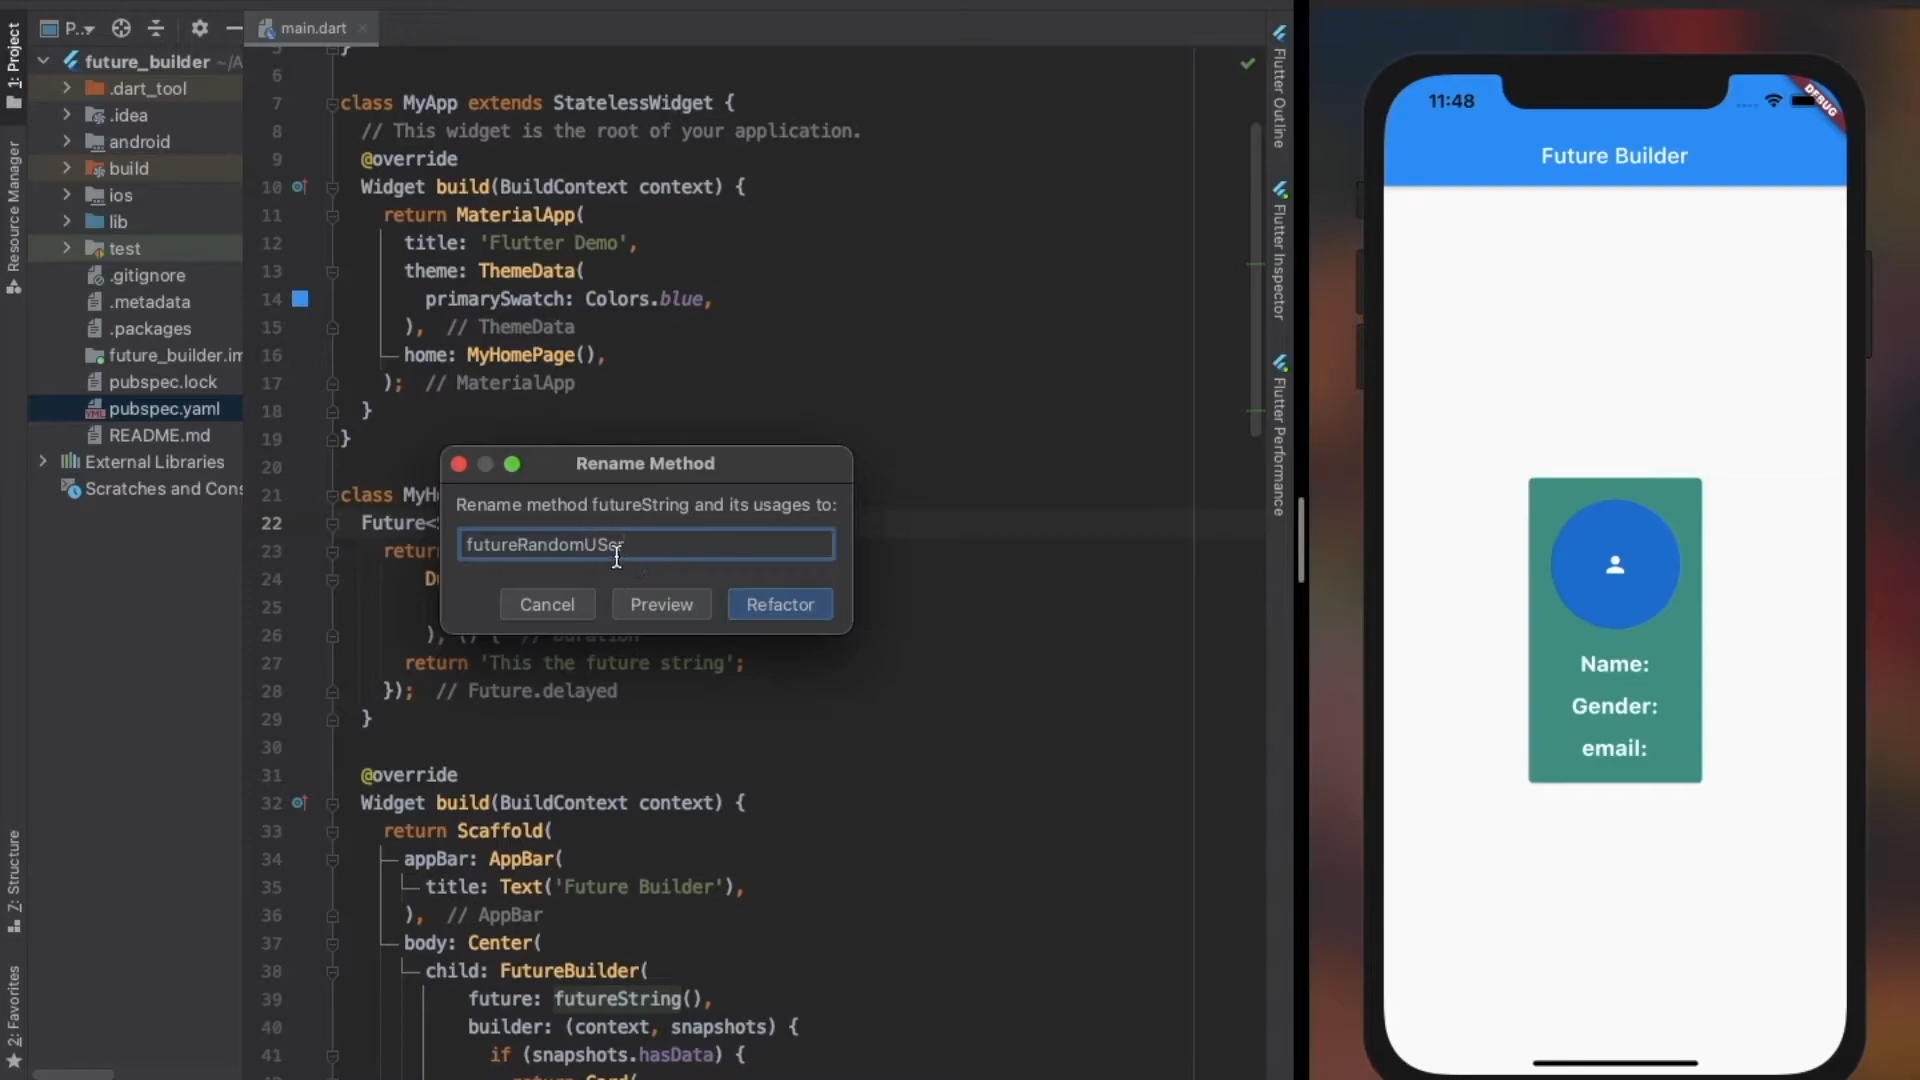 1: Project
Resource Manager
Z: Structure
2: Favorites
P..
future_builder ~/A
.dart_tool
.idea
android
build
ios
lib
test
.gitignore
.metadata
.packages
future_builder.im
pubspec.lock
pubspec.yaml
README.md
External Libraries
Scratches and Cons
main.dart
5 }
6
7 class MyApp extends StatelessWidget {
8 // This widget is the root of your application.
9 @override
10 Widget build(BuildContext context) {
11 return MaterialApp(
12 title: 'Flutter Demo',
13 theme: ThemeData(
14 primarySwatch: Colors.blue,
15 ), // ThemeData
16 home: MyHomePage(),
17 ); // MaterialApp
18 }
19 }
20
21 class MyH
22 Future<
23 retur
24 D
25
26 ), () { // Duration
27 return 'This the future string';
28 }); // Future.delayed
29 }
30
31 @override
32 Widget build(BuildContext context) {
33 return Scaffold(
34 appBar: AppBar(
35 title: Text('Future Builder'),
36 ), // AppBar
37 body: Center(
38 child: FutureBuilder(
39 future: futureString(),
40 builder: (context, snapshots) {
41 if (snapshots.hasData) {
return Card(
Rename Method
Rename method futureString and its usages to:
futureRandomUSer
Cancel Preview Refactor
Flutter Outline
Flutter Inspector
Flutter Performance
11:48
DEBUG
Future Builder
Name:
Gender:
email: